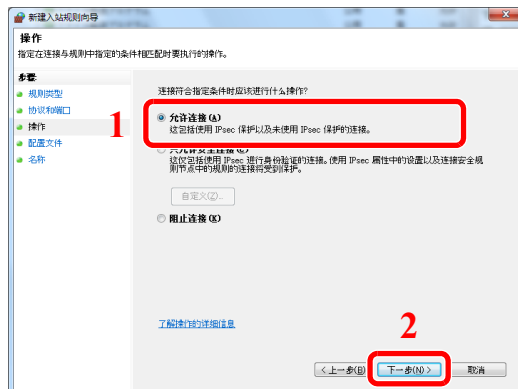 新建入站规则向导
操作
指定在连接与规则中指定的条件相匹配时要执行的操作。
步骤:
规则类型
协议和端口
操作
配置文件
名称
连接符合指定条件时应该进行什么操作?
1
允许连接(A)
这包括使用 IPsec 保护以及未使用 IPsec 保护的连接。
只允许安全连接(C)
这仅包括使用 IPsec 进行身份验证的连接。使用 IPsec 属性中的设置以及连接安全规
则节点中的规则的连接将受到保护。
自定义(Z)...
阻止连接(K)
了解操作的详细信息
2
< 上一步(B)
下一步(N) >
取消